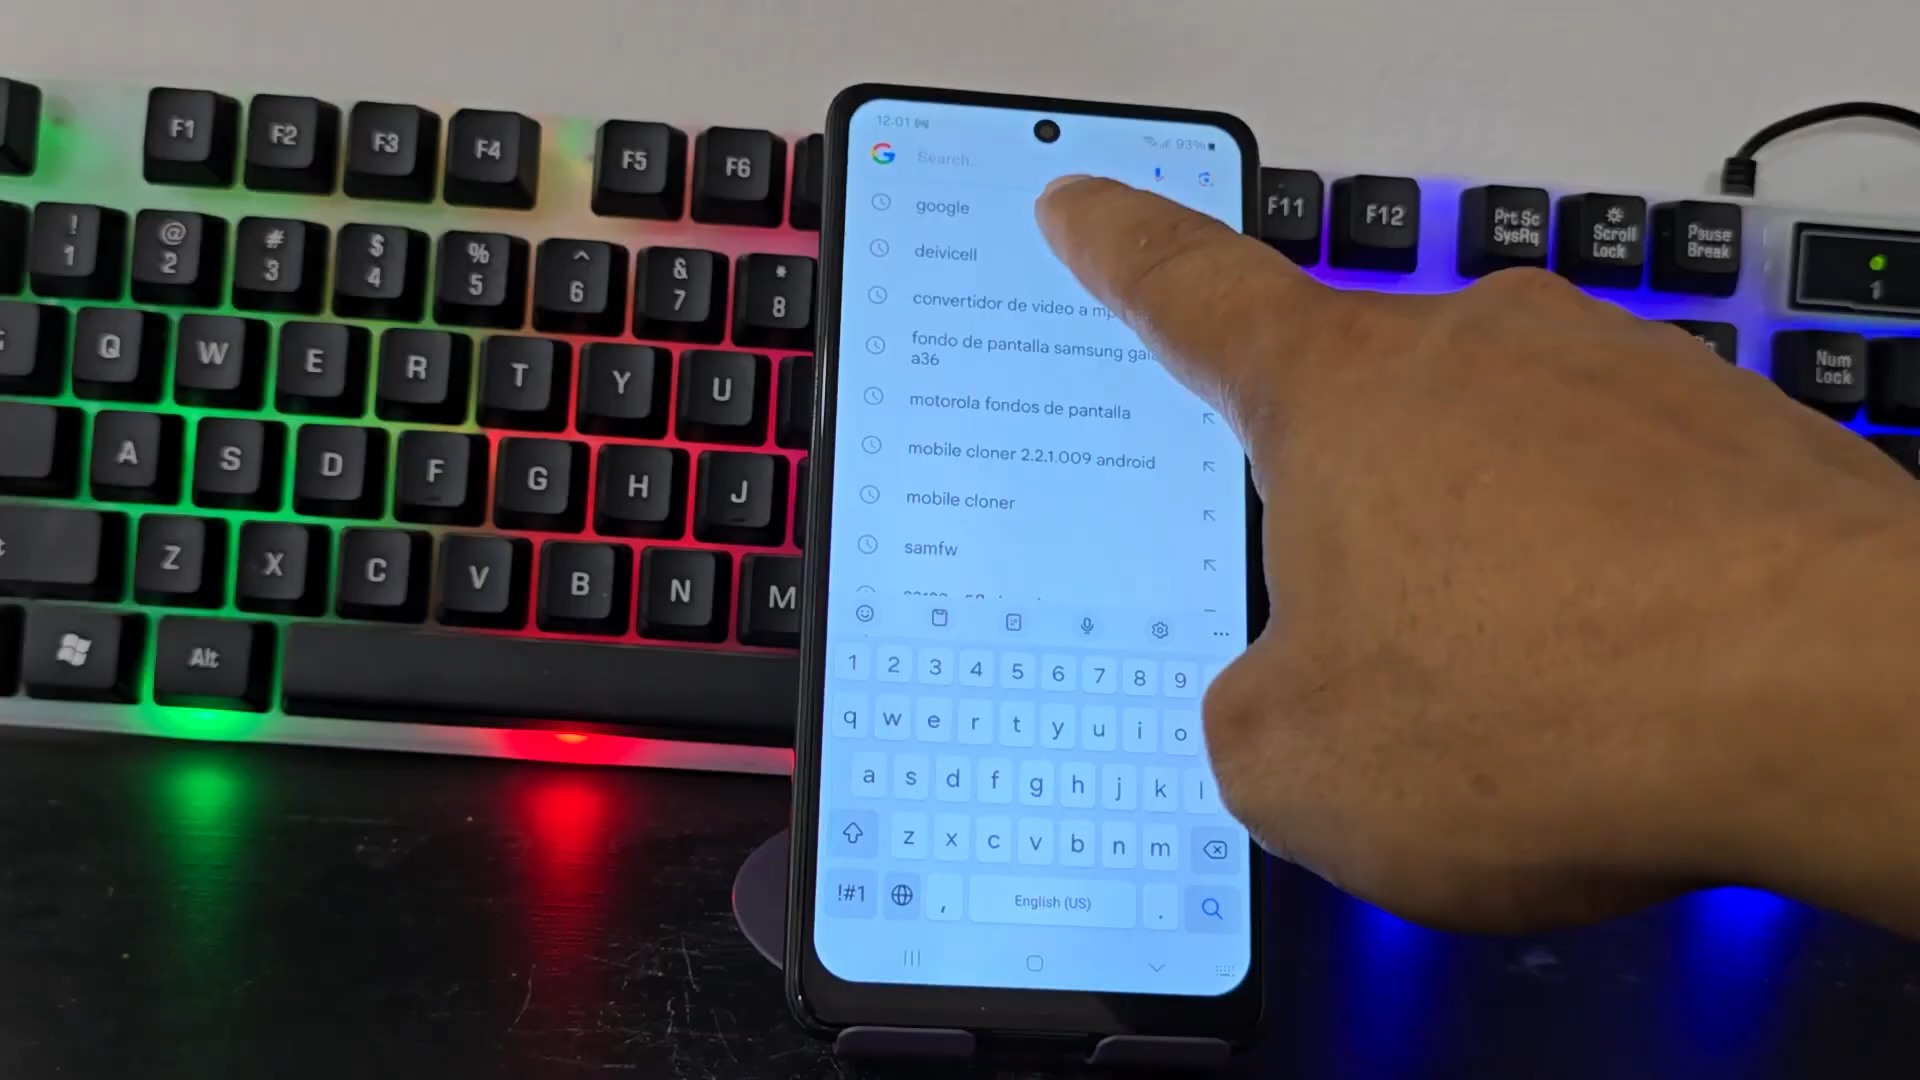 F1 F2 F3 F4 F5 F6
F11 F12 Prt Sc SysRq Scroll Lock Pause Break
! 1 @ 2 # 3 $ 4 % 5 ^ 6 & 7 * 8
1
Q W E R T Y U
Num Lock
A S D F G H J
Z X C V B N M
Alt
12:01
93%
Search
google
deivicell
convertidor de video a mp
fondo de pantalla samsung gal
a36
motorola fondos de pantalla
mobile cloner 2.2.1.009 android
mobile cloner
samfw
1 2 3 4 5 6 7 8 9
q w e r t y u i o
a s d f g h j k l
z x c v b n m
!#1 , English (US) .